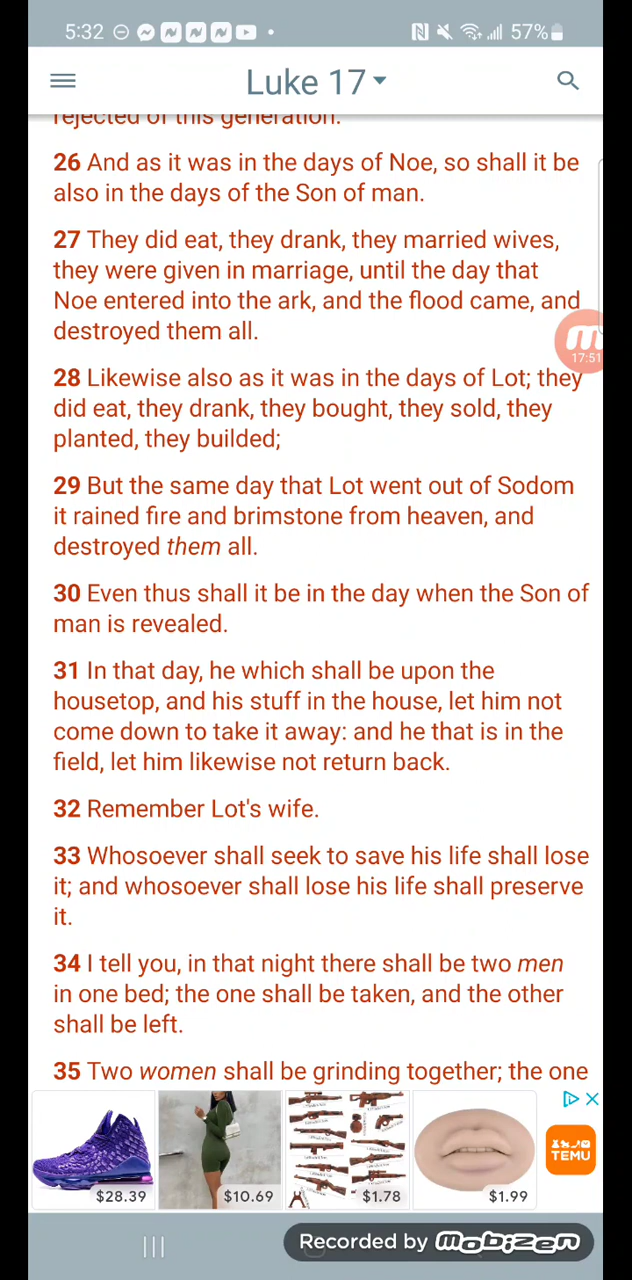 5:32
57%
Luke 17
rejected of this generation.
26 And as it was in the days of Noe, so shall it be
also in the days of the Son of man.
27 They did eat, they drank, they married wives,
they were given in marriage, until the day that
Noe entered into the ark, and the flood came, and
destroyed them all.
17:51
28 Likewise also as it was in the days of Lot; they
did eat, they drank, they bought, they sold, they
planted, they builded;
29 But the same day that Lot went out of Sodom
it rained fire and brimstone from heaven, and
destroyed them all.
30 Even thus shall it be in the day when the Son of
man is revealed.
31 In that day, he which shall be upon the
housetop, and his stuff in the house, let him not
come down to take it away: and he that is in the
field, let him likewise not return back.
32 Remember Lot's wife.
33 Whosoever shall seek to save his life shall lose
it; and whosoever shall lose his life shall preserve
it.
34 I tell you, in that night there shall be two men
in one bed; the one shall be taken, and the other
shall be left.
35 Two women shall be grinding together; the one
$28.39
$10.69
$1.78
$1.99
TEMU
Recorded by mobizen